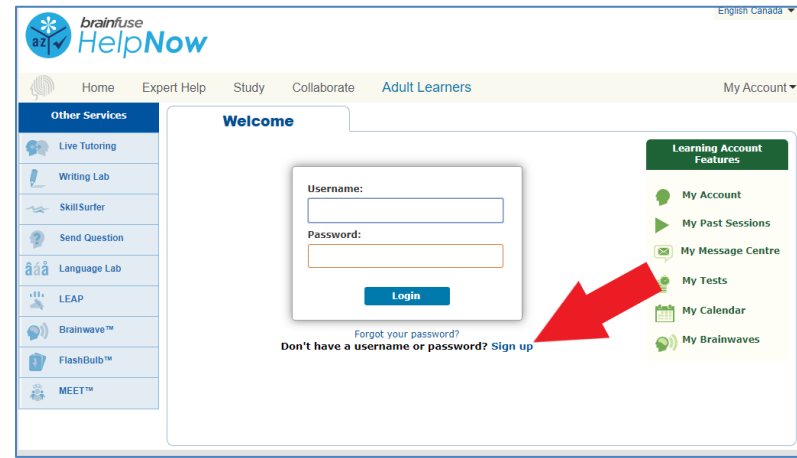 English Canada
brainfuse
az
HelpNow
Home Expert Help Study Collaborate Adult Learners My Account
Other Services
Live Tutoring
Writing Lab
SkillSurfer
Send Question
âáå Language Lab
LEAP
Brainwave™
FlashBulb™
MEET™
Welcome
Username:
Password:
Login
Forgot your password?
Don't have a username or password? Sign up
Learning Account
Features
My Account
My Past Sessions
My Message Centre
My Tests
My Calendar
My Brainwaves